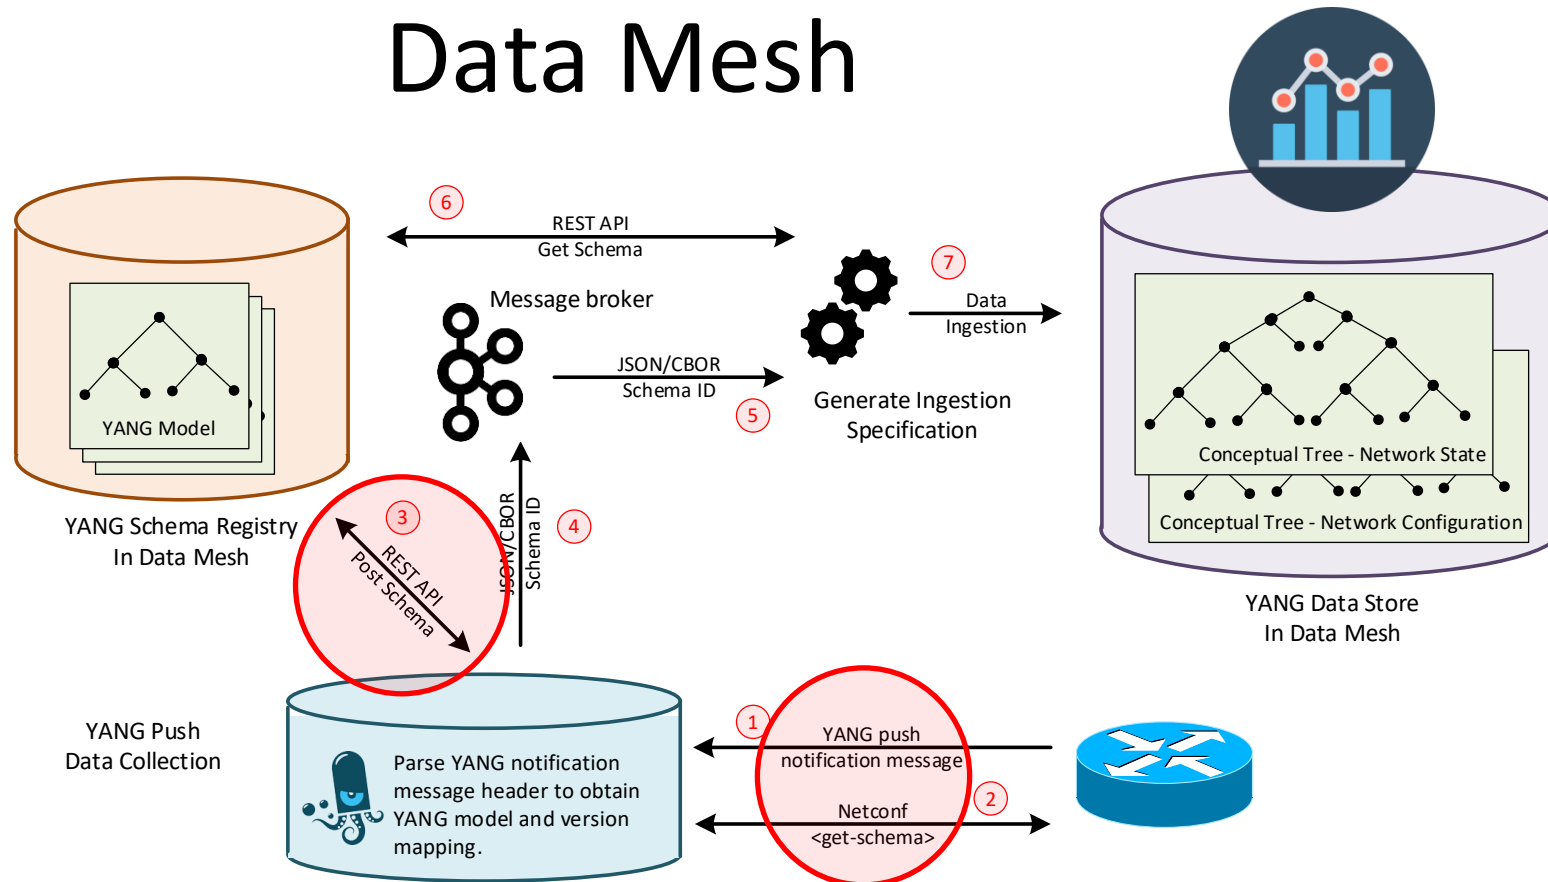 Data Mesh
6
REST API
Get Schema
7
Data
Ingestion
Message broker
JSON/CBOR
Schema ID
5
Generate Ingestion
Specification
YANG Model
YANG Schema Registry
In Data Mesh
Conceptual Tree - Network State
Conceptual Tree - Network Configuration
YANG Data Store
In Data Mesh
3
REST API
Post Schema
JSON/CBOR
Schema ID
4
YANG Push
Data Collection
Parse YANG notification
message header to obtain
YANG model and version
mapping.
1
YANG push
notification message
2
Netconf
<get-schema>